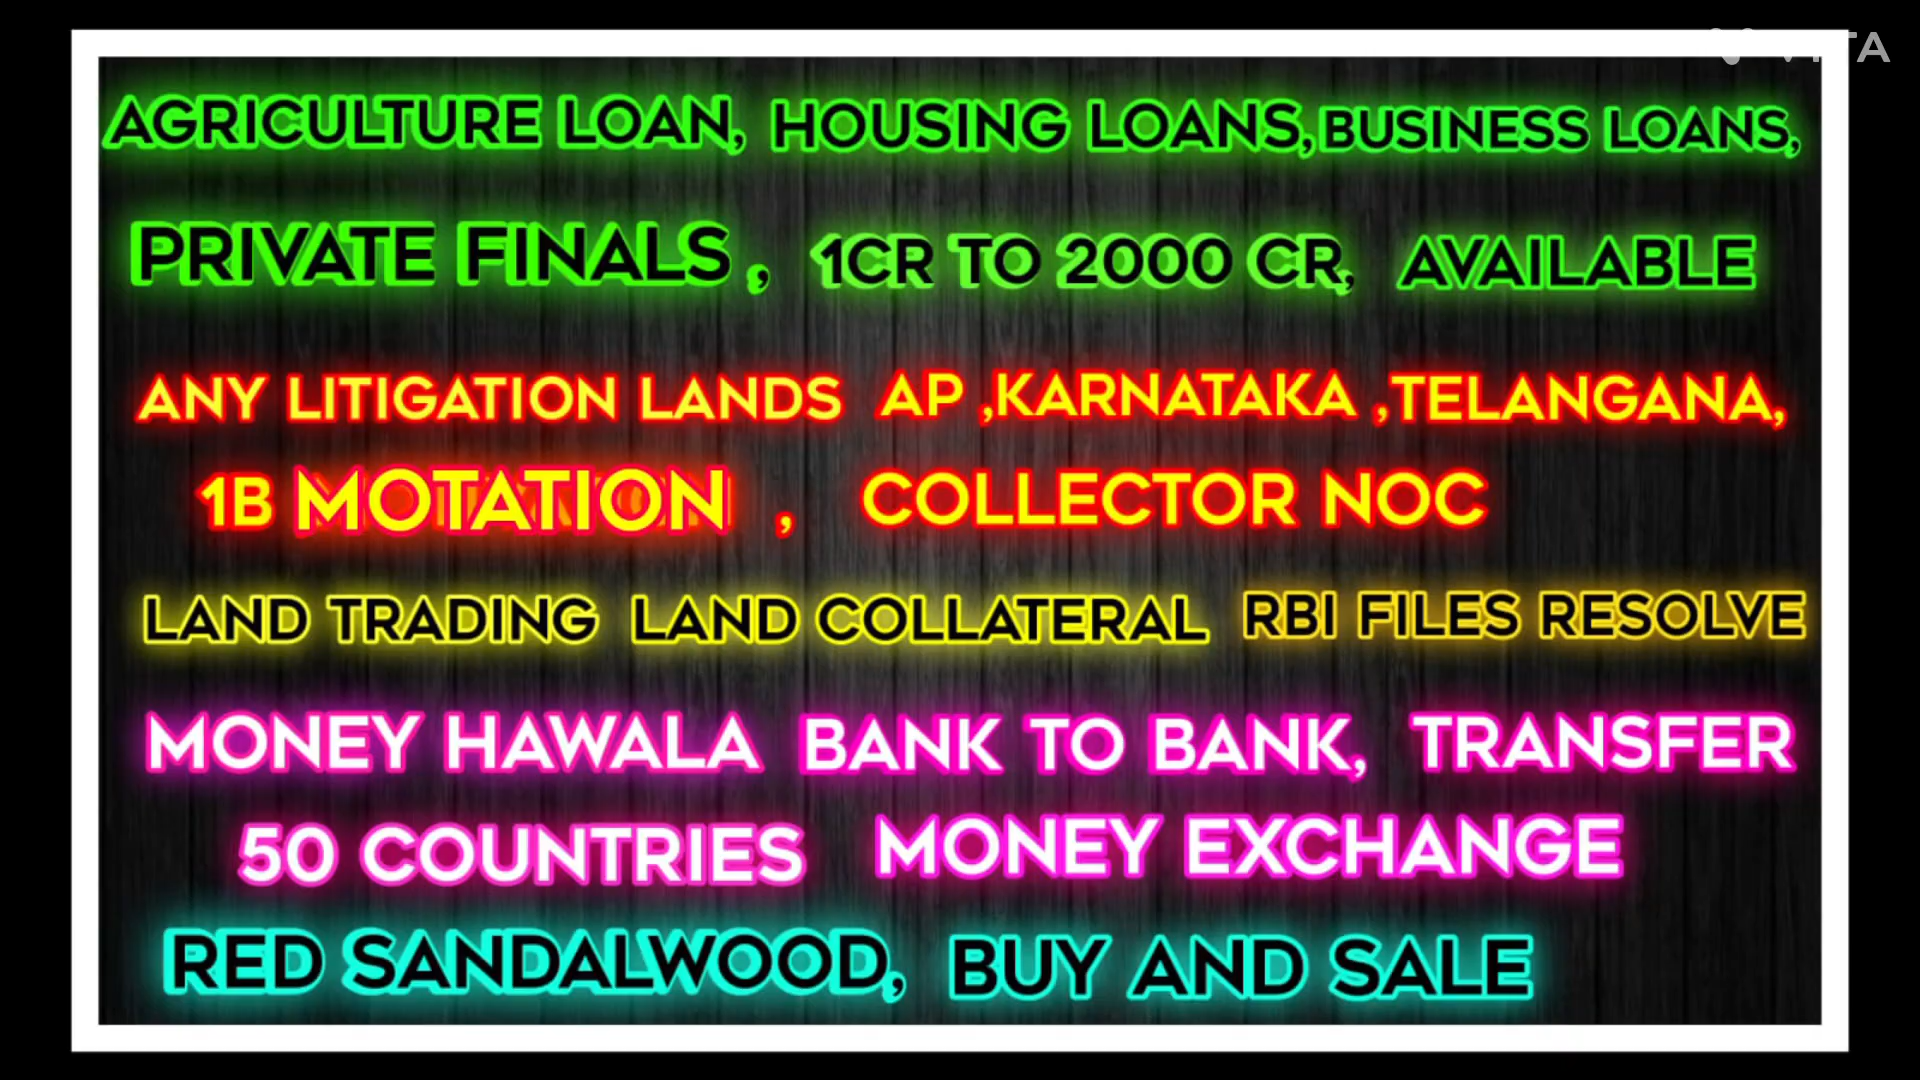 AGRICULTURE LOAN, HOUSING LOANS, BUSINESS LOANS,
PRIVATE FINALS , 1CR TO 2000 CR, AVAILABLE
ANY LITIGATION LANDS AP ,KARNATAKA ,TELANGANA,
1B MOTATION , COLLECTOR NOC
LAND TRADING LAND COLLATERAL RBI FILES RESOLVE
MONEY HAWALA BANK TO BANK, TRANSFER
50 COUNTRIES MONEY EXCHANGE
RED SANDALWOOD, BUY AND SALE